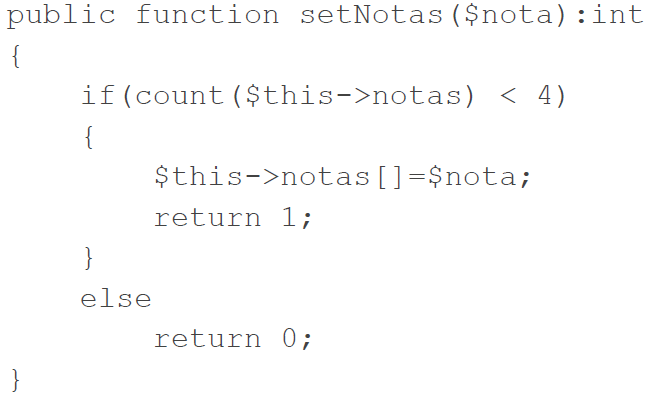 public function setNotas($nota):int
{
    if(count($this->notas) < 4)
    {
        $this->notas[]=$nota;
        return 1;
    }
    else
        return 0;
}